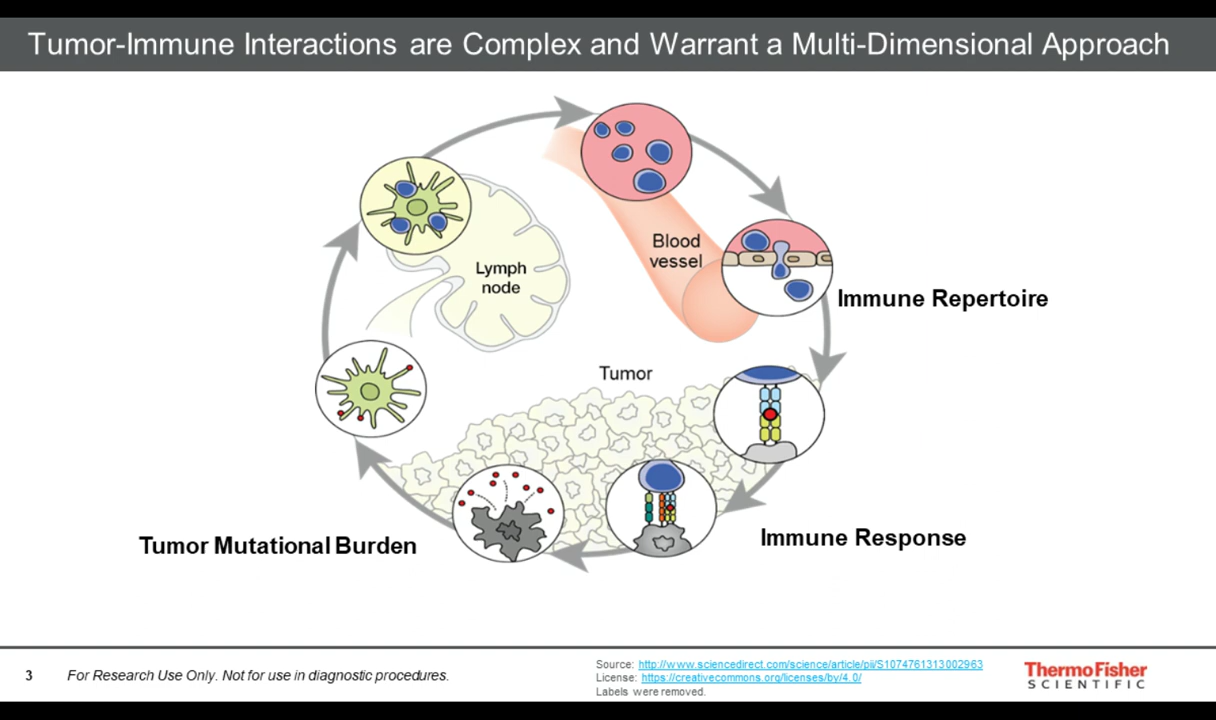 Tumor-Immune Interactions are Complex and Warrant a Multi-Dimensional Approach
Blood
vessel
Lymph
node
Immune Repertoire
Tumor
Immune Response
Tumor Mutational Burden
3
For Research Use Only. Not for use in diagnostic procedures.
Source: http://www.sciencedirect.com/science/article/pii/S1074761313002963
License: https://creativecommons.org/licenses/by/4.0/
Labels were removed.
ThermoFisher
SCIENTIFIC